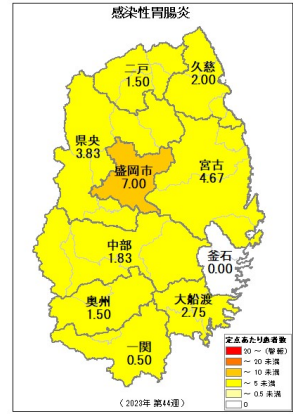 感染性胃腸炎
二戸
1.50
久慈
2.00
県央
3.83
盛岡市
7.00
宮古
4.67
中部
1.83
釜石
0.00
奥州
1.50
大船渡
2.75
一関
0.50
定点あたり患者数
20 ~ (警報)
~ 20 未満
~ 10 未満
~ 5 未満
~ 0.5 未満
0
(2023年 第44週)